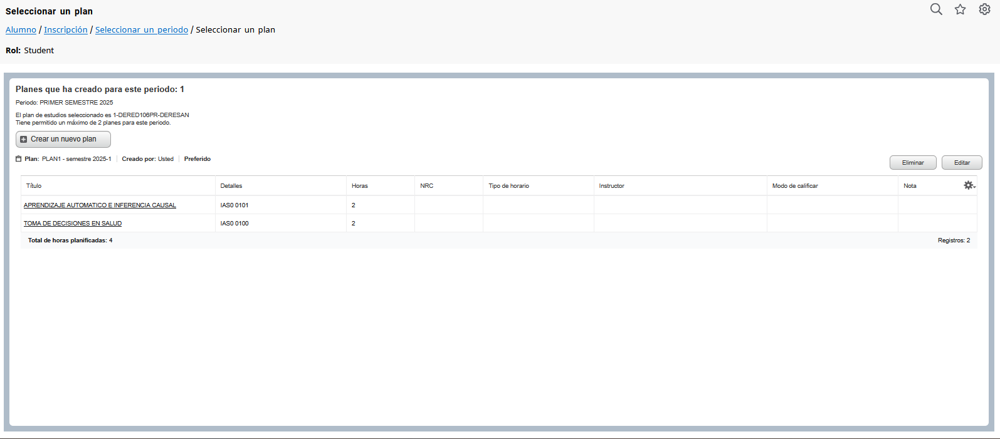 Seleccionar un plan
Alumno / Inscripción / Seleccionar un periodo / Seleccionar un plan
Rol: Student
Planes que ha creado para este periodo: 1
Periodo: PRIMER SEMESTRE 2025
El plan de estudios seleccionado es 1-DERED106PR-DERESAN
Tiene permitido un máximo de 2 planes para este periodo.
Crear un nuevo plan
Plan: PLAN1 - semestre 2025-1 Creado por: Usted Preferido
Eliminar Editar
Título Detalles Horas NRC Tipo de horario Instructor Modo de calificar Nota
APRENDIZAJE AUTOMATICO E INFERENCIA CAUSAL IAS0 0101 2
TOMA DE DECISIONES EN SALUD IAS0 0100 2
Total de horas planificadas: 4 Registros: 2